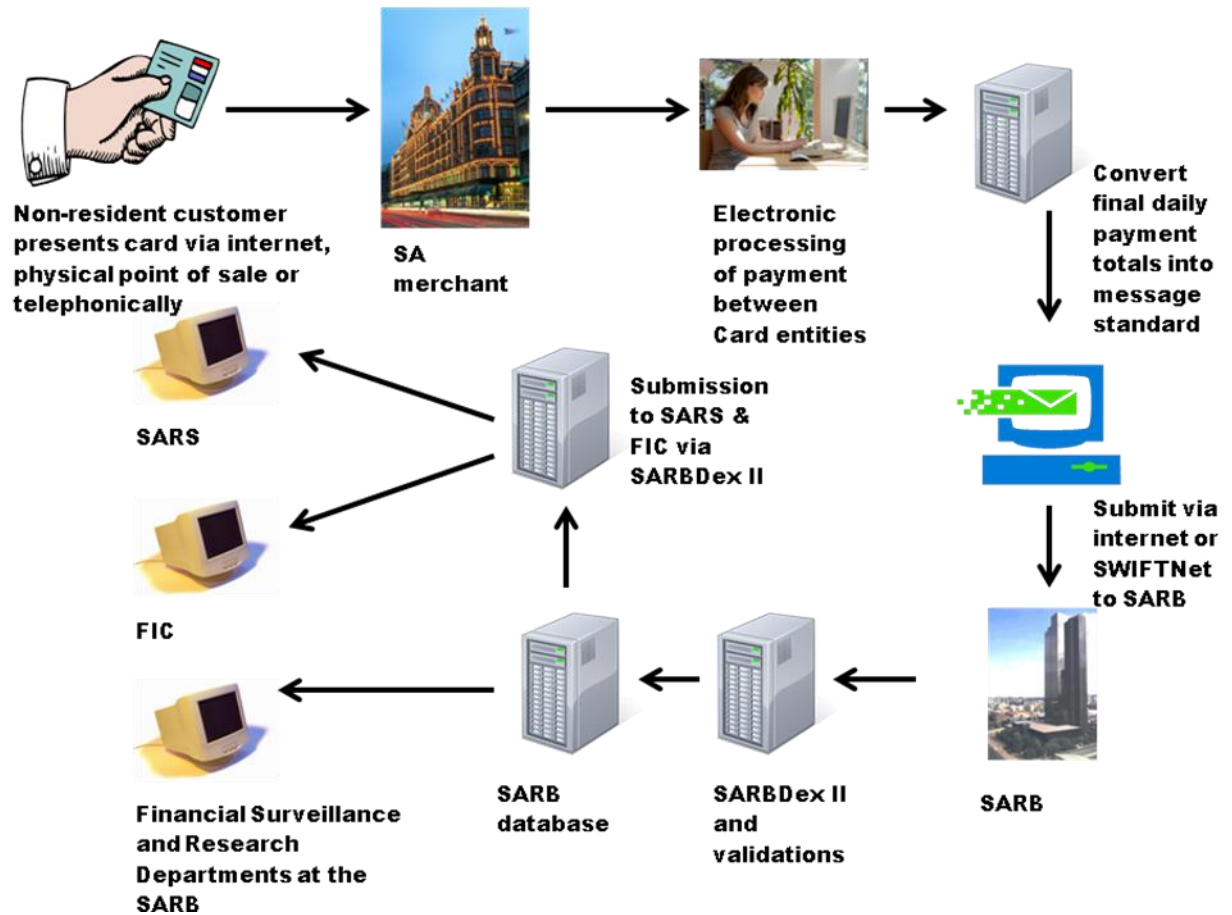 Non-resident customer
presents card via internet,
physical point of sale or
telephonically
SA
merchant
Electronic
processing
of payment
between
Card entities
Convert
final daily
payment
totals into
message
standard
Submit via
internet or
SWIFTNet
to SARB
SARB
SARBDex II
and
validations
SARB
database
Submission
to SARS &
FIC via
SARBDex II
SARS
FIC
Financial Surveillance
and Research
Departments at the
SARB